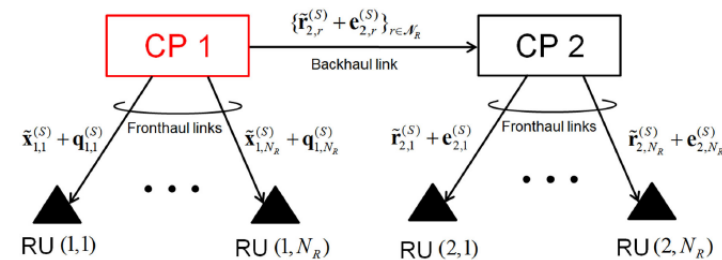 CP 1
{r̃₂,ᵣ⁽ˢ⁾ + e₂,ᵣ⁽ˢ⁾}ᵣ∈𝒩_R
Backhaul link
CP 2
x̃₁,₁⁽ˢ⁾ + q₁,₁⁽ˢ⁾
Fronthaul links
x̃₁,N_R⁽ˢ⁾ + q₁,N_R⁽ˢ⁾
r̃₂,₁⁽ˢ⁾ + e₂,₁⁽ˢ⁾
Fronthaul links
r̃₂,N_R⁽ˢ⁾ + e₂,N_R⁽ˢ⁾
• • •
• • •
RU (1,1)
RU (1, N_R)
RU (2,1)
RU (2, N_R)